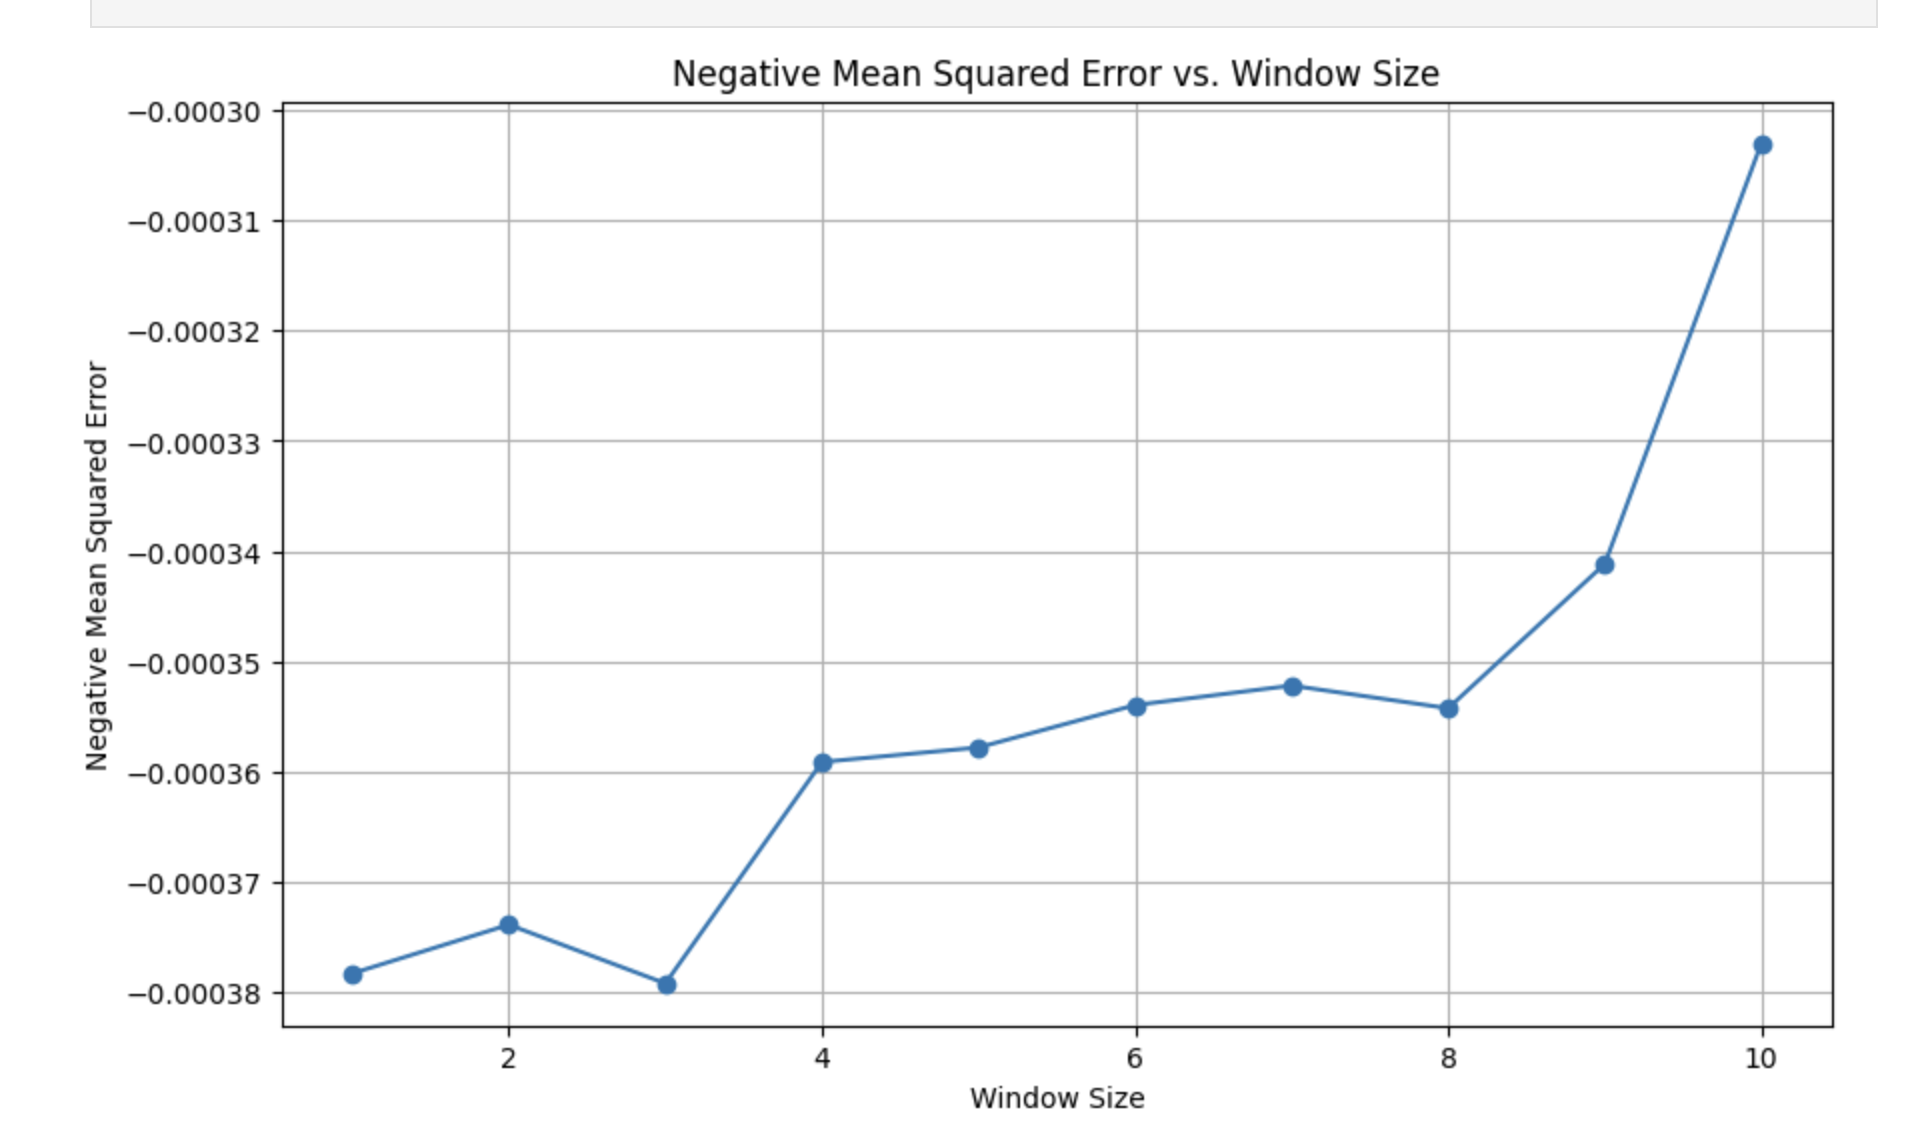 Negative Mean Squared Error vs. Window Size
−0.00030
−0.00031
−0.00032
−0.00033
−0.00034
−0.00035
−0.00036
−0.00037
−0.00038
Negative Mean Squared Error
2 4 6 8 10
Window Size